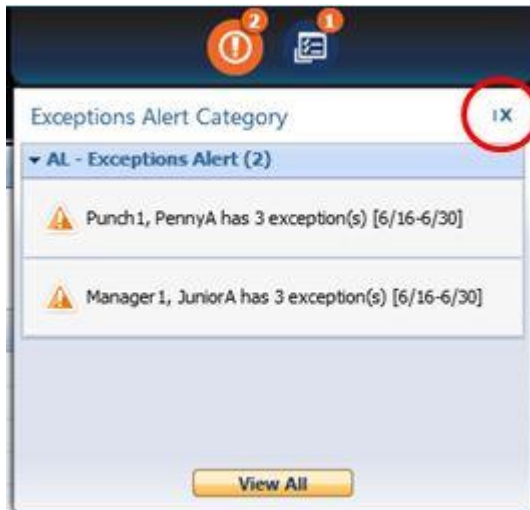 2 1
Exceptions Alert Category
X
AL - Exceptions Alert (2)
Punch1, PennyA has 3 exception(s) [6/16-6/30]
Manager1, JuniorA has 3 exception(s) [6/16-6/30]
View All